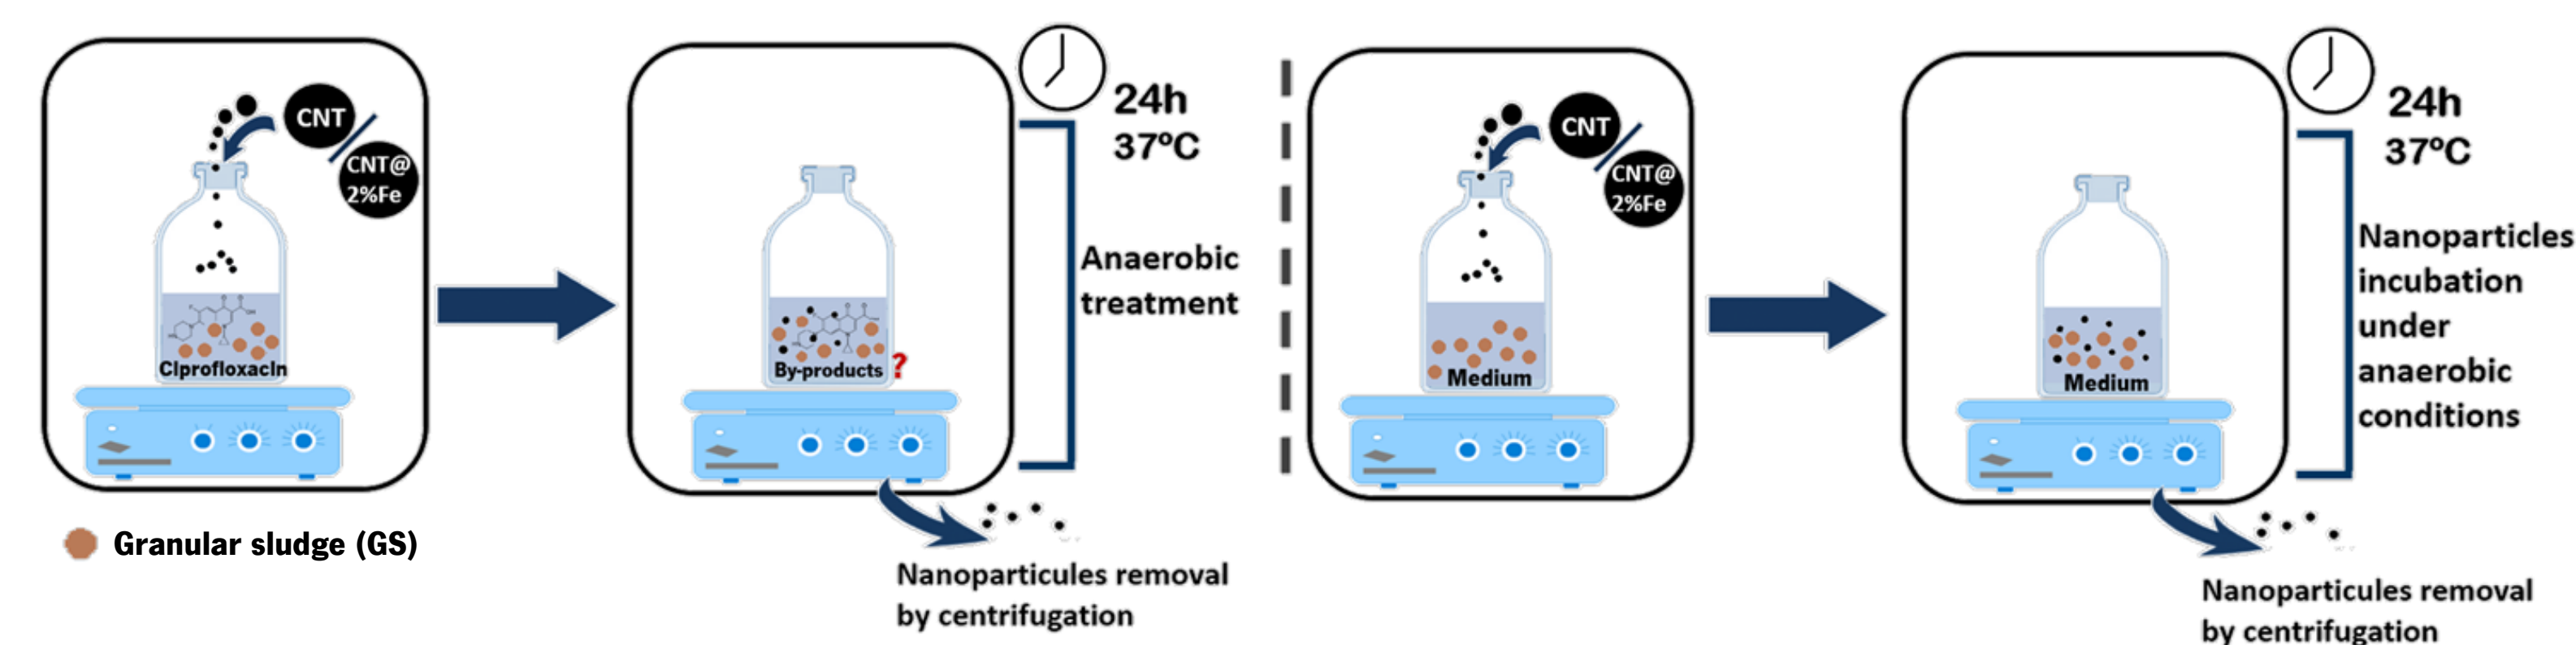 CNT
CNT@
2%Fe
Ciprofloxacin
Granular sludge (GS)
24h
37ºC
Anaerobic
treatment
By-products ?
Nanoparticules removal
by centrifugation
CNT
CNT@
2%Fe
Medium
24h
37ºC
Nanoparticles
incubation
under
anaerobic
conditions
Medium
Nanoparticules removal
by centrifugation